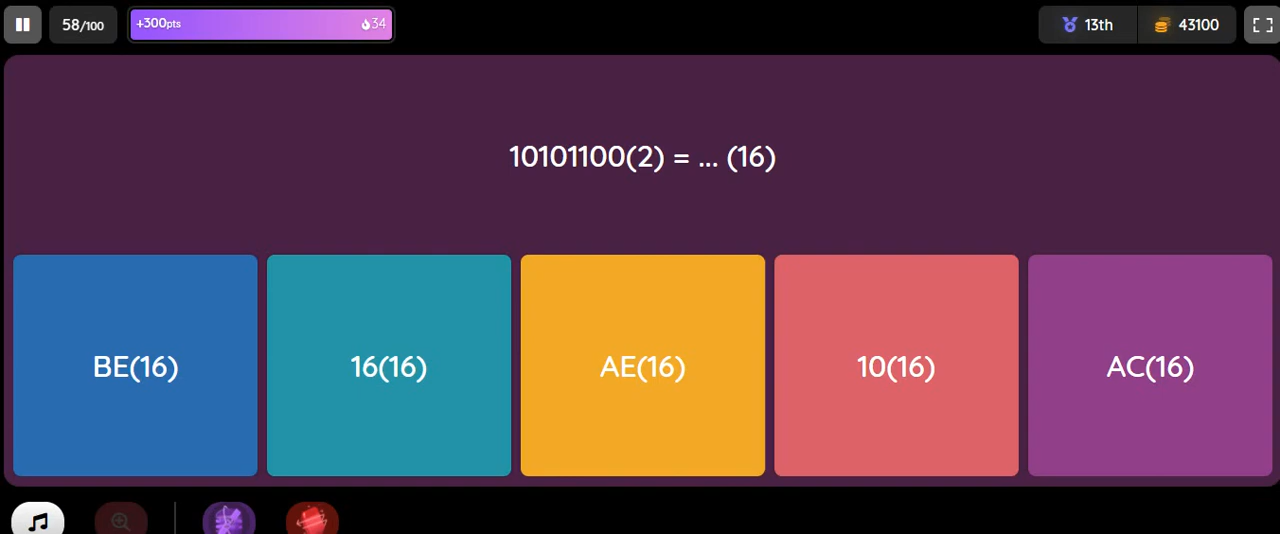 58/100
+300pts
34
13th
43100
10101100(2) = ... (16)
BE(16)
16(16)
AE(16)
10(16)
AC(16)